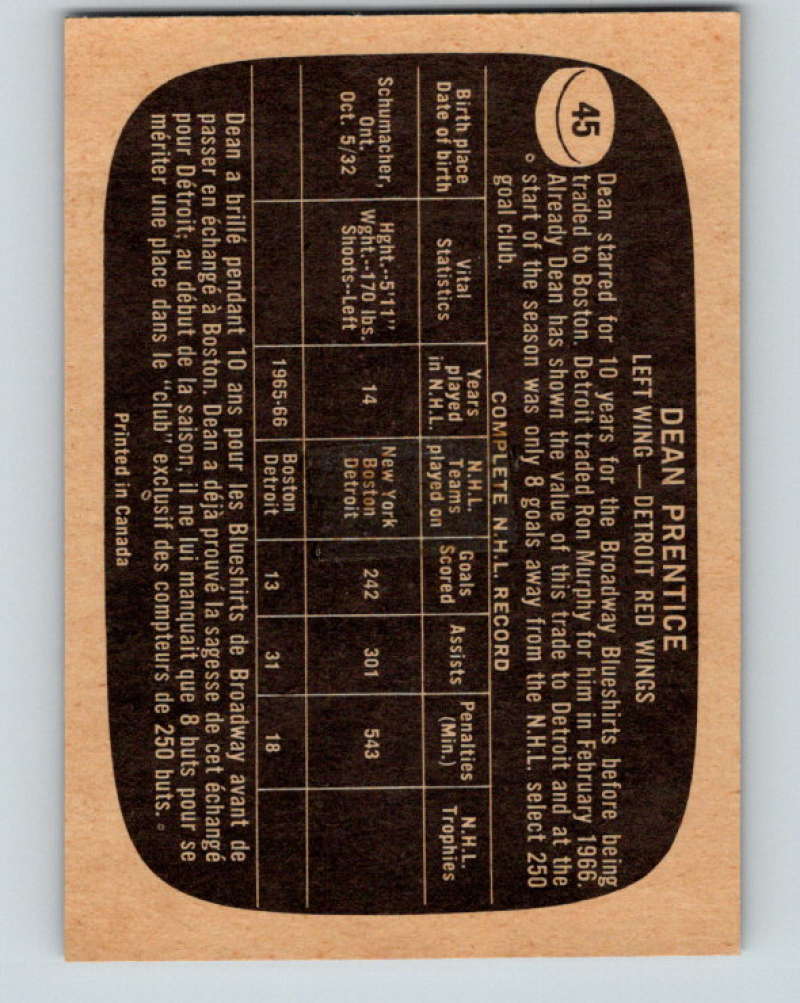 45
DEAN PRENTICE
LEFT WING — DETROIT RED WINGS
Dean starred for 10 years for the Broadway Blueshirts before being
traded to Boston. Detroit traded Ron Murphy for him in February 1966.
Already Dean has shown the value of this trade to Detroit and at the
start of the season was only 8 goals away from the N.H.L. select 250
goal club.
COMPLETE N.H.L. RECORD
Birth place
Date of birth
Vital
Statistics
Years
played
in N.H.L.
N.H.L.
Teams
played on
Goals
Scored
Assists
Penalties
(Min.)
N.H.L.
Trophies
Schumacher,
Ont.
Oct. 5/32
Hght.--5'11"
Wght.--170 lbs.
Shoots--Left
14
New York
Boston
Detroit
242
301
543
1965-66
Boston
Detroit
13
31
18
Dean a brillé pendant 10 ans pour les Blueshirts de Broadway avant de
passer en échangé à Boston. Dean a déjà prouvé la sagesse de cet échangé
pour Détroit; au début de la saison, il ne lui manquait que 8 buts pour se
mériter une place dans le "club" exclusif des compteurs de 250 buts.
Printed in Canada